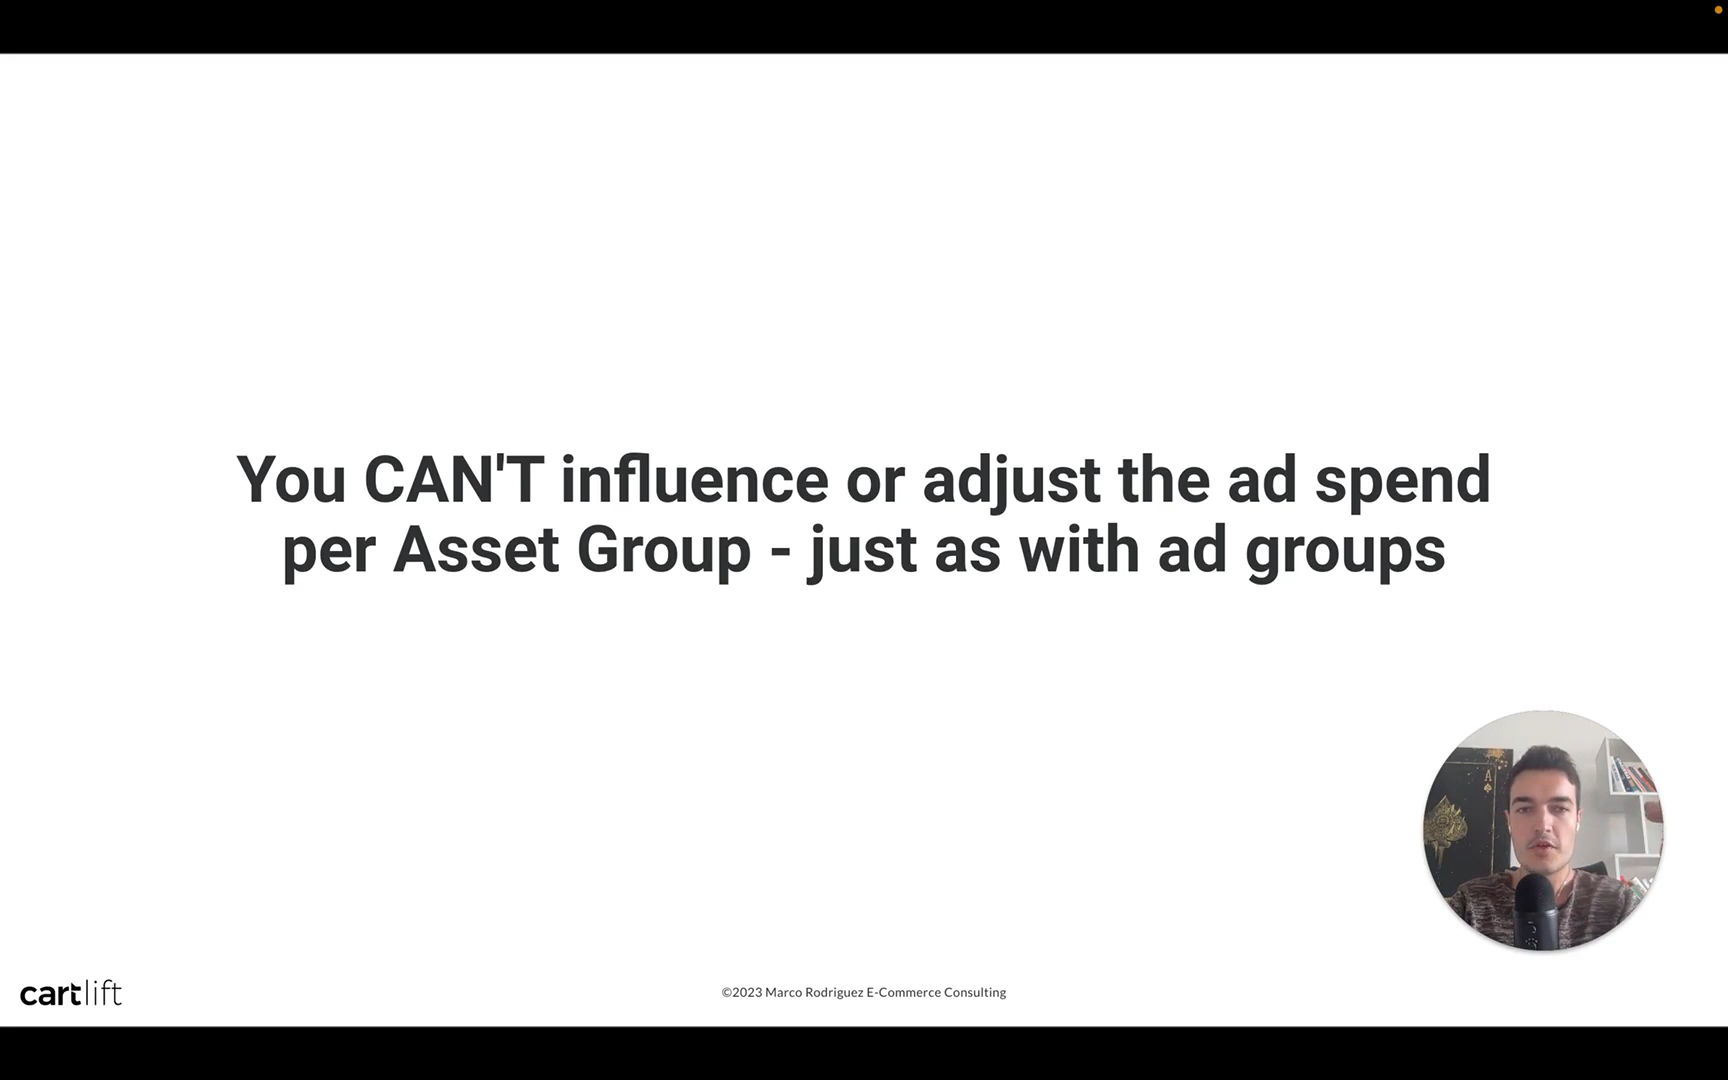 You CAN'T influence or adjust the ad spend
per Asset Group - just as with ad groups
A
cartlift
©2023 Marco Rodriguez E-Commerce Consulting